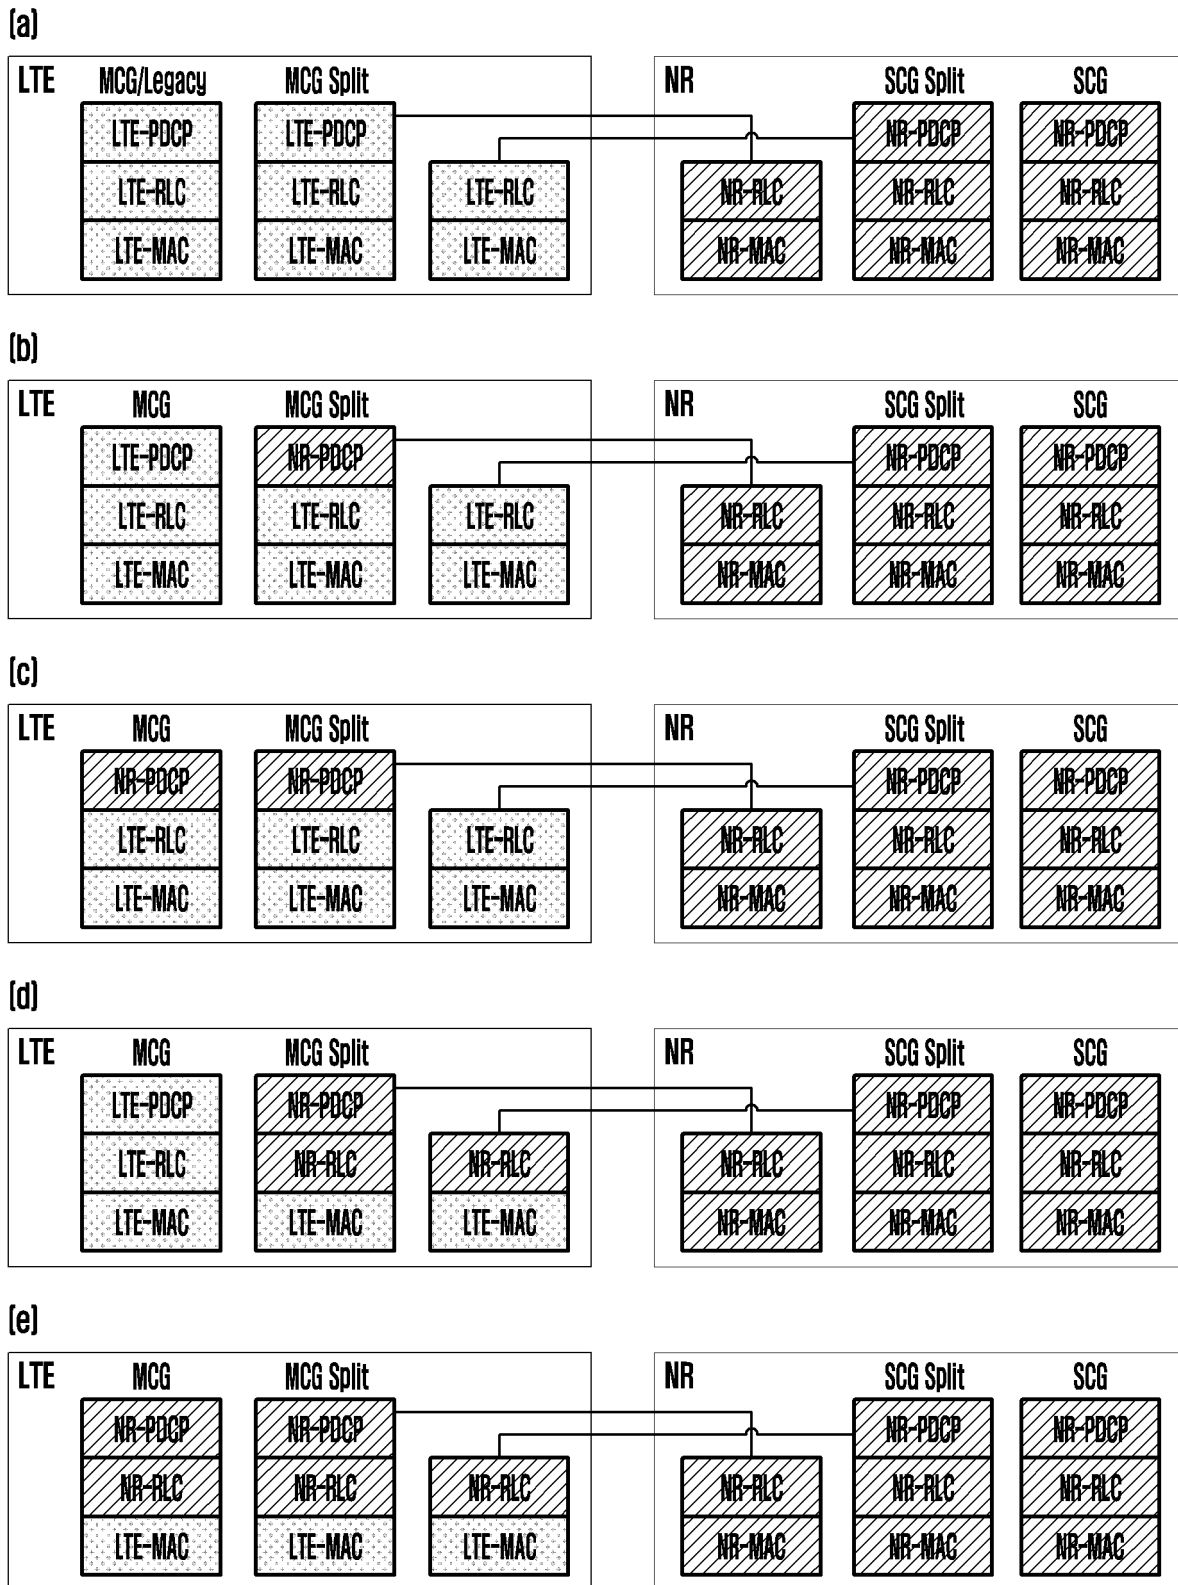 (a)
LTE MCG/Legacy MCG Split NR SCG Split SCG
LTE-PDCP LTE-PDCP NR-PDCP NR-PDCP
LTE-RLC LTE-RLC LTE-RLC NR-RLC NR-RLC NR-RLC
LTE-MAC LTE-MAC LTE-MAC NR-MAC NR-MAC NR-MAC
(b)
LTE MCG MCG Split NR SCG Split SCG
LTE-PDCP NR-PDCP NR-PDCP NR-PDCP
LTE-RLC LTE-RLC LTE-RLC NR-RLC NR-RLC NR-RLC
LTE-MAC LTE-MAC LTE-MAC NR-MAC NR-MAC NR-MAC
(c)
LTE MCG MCG Split NR SCG Split SCG
NR-PDCP NR-PDCP NR-PDCP NR-PDCP
LTE-RLC LTE-RLC LTE-RLC NR-RLC NR-RLC NR-RLC
LTE-MAC LTE-MAC LTE-MAC NR-MAC NR-MAC NR-MAC
(d)
LTE MCG MCG Split NR SCG Split SCG
LTE-PDCP NR-PDCP NR-PDCP NR-PDCP
LTE-RLC NR-RLC NR-RLC NR-RLC NR-RLC NR-RLC
LTE-MAC LTE-MAC LTE-MAC NR-MAC NR-MAC NR-MAC
(e)
LTE MCG MCG Split NR SCG Split SCG
NR-PDCP NR-PDCP NR-PDCP NR-PDCP
NR-RLC NR-RLC NR-RLC NR-RLC NR-RLC NR-RLC
LTE-MAC LTE-MAC LTE-MAC NR-MAC NR-MAC NR-MAC